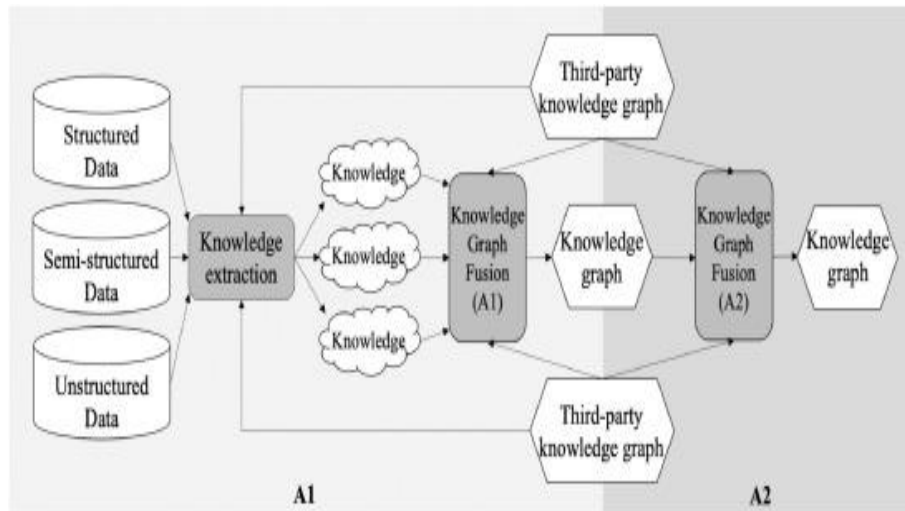 Structured
Data
Semi-structured
Data
Unstructured
Data
Knowledge
extraction
Knowledge
Knowledge
Knowledge
Third-party
knowledge graph
Knowledge
Graph
Fusion
(A1)
Knowledge
graph
Knowledge
Graph
Fusion
(A2)
Knowledge
graph
Third-party
knowledge graph
A1
A2